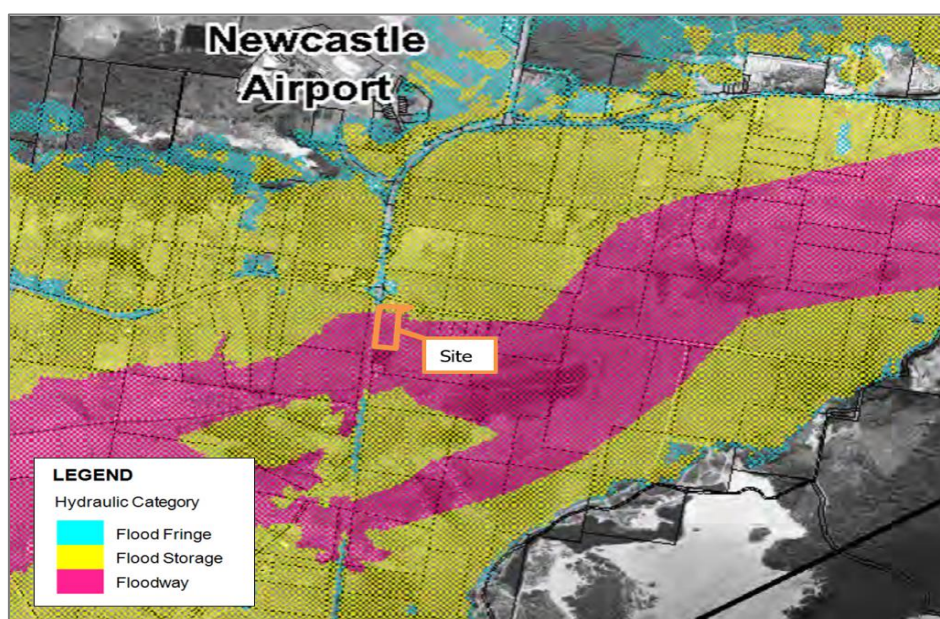 Newcastle
Airport
Site
LEGEND
Hydraulic Category
Flood Fringe
Flood Storage
Floodway